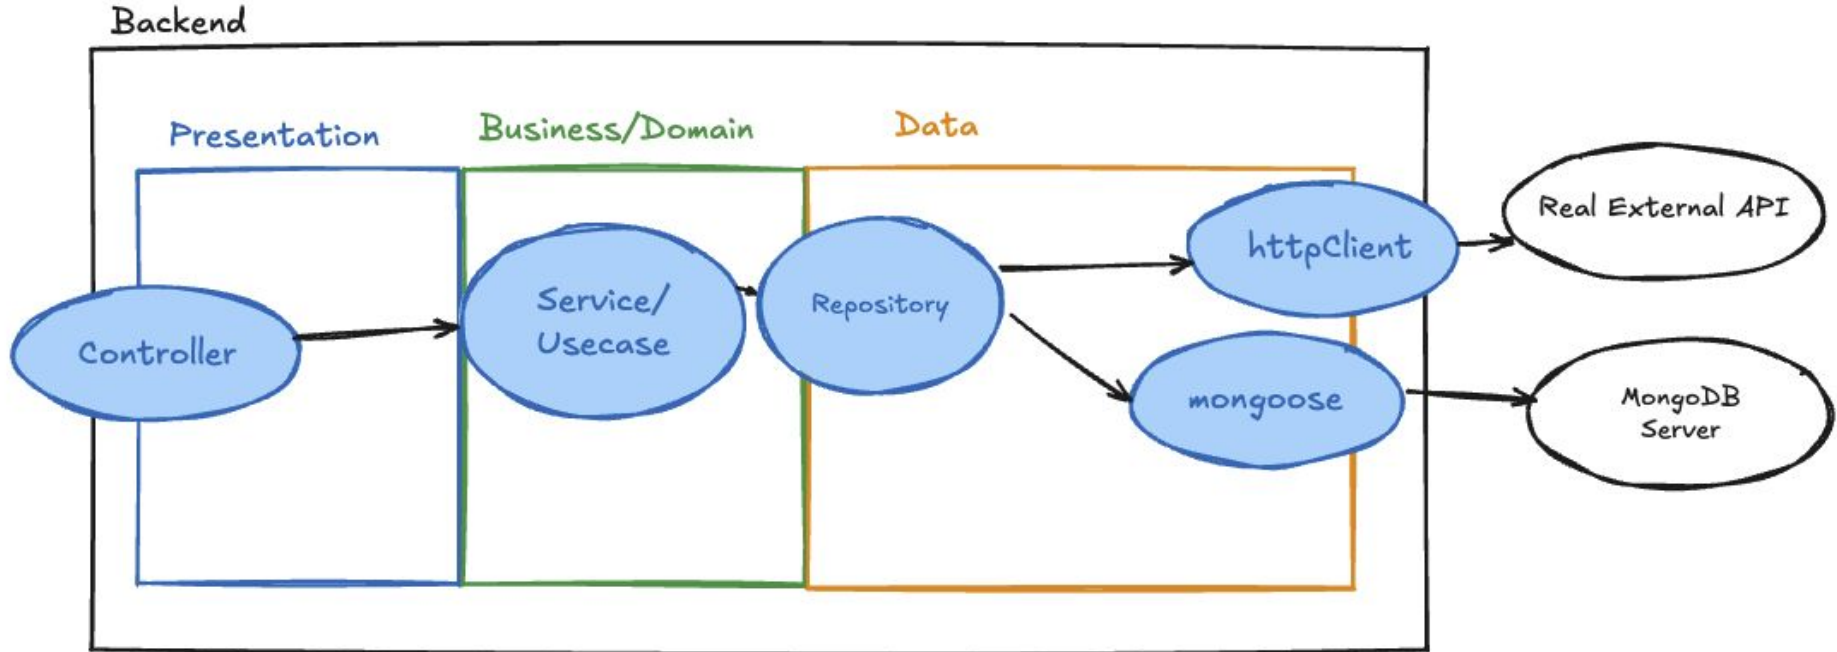 Backend
Presentation
Business/Domain
Data
Controller
Service/
Usecase
Repository
httpClient
mongoose
Real External API
MongoDB
Server